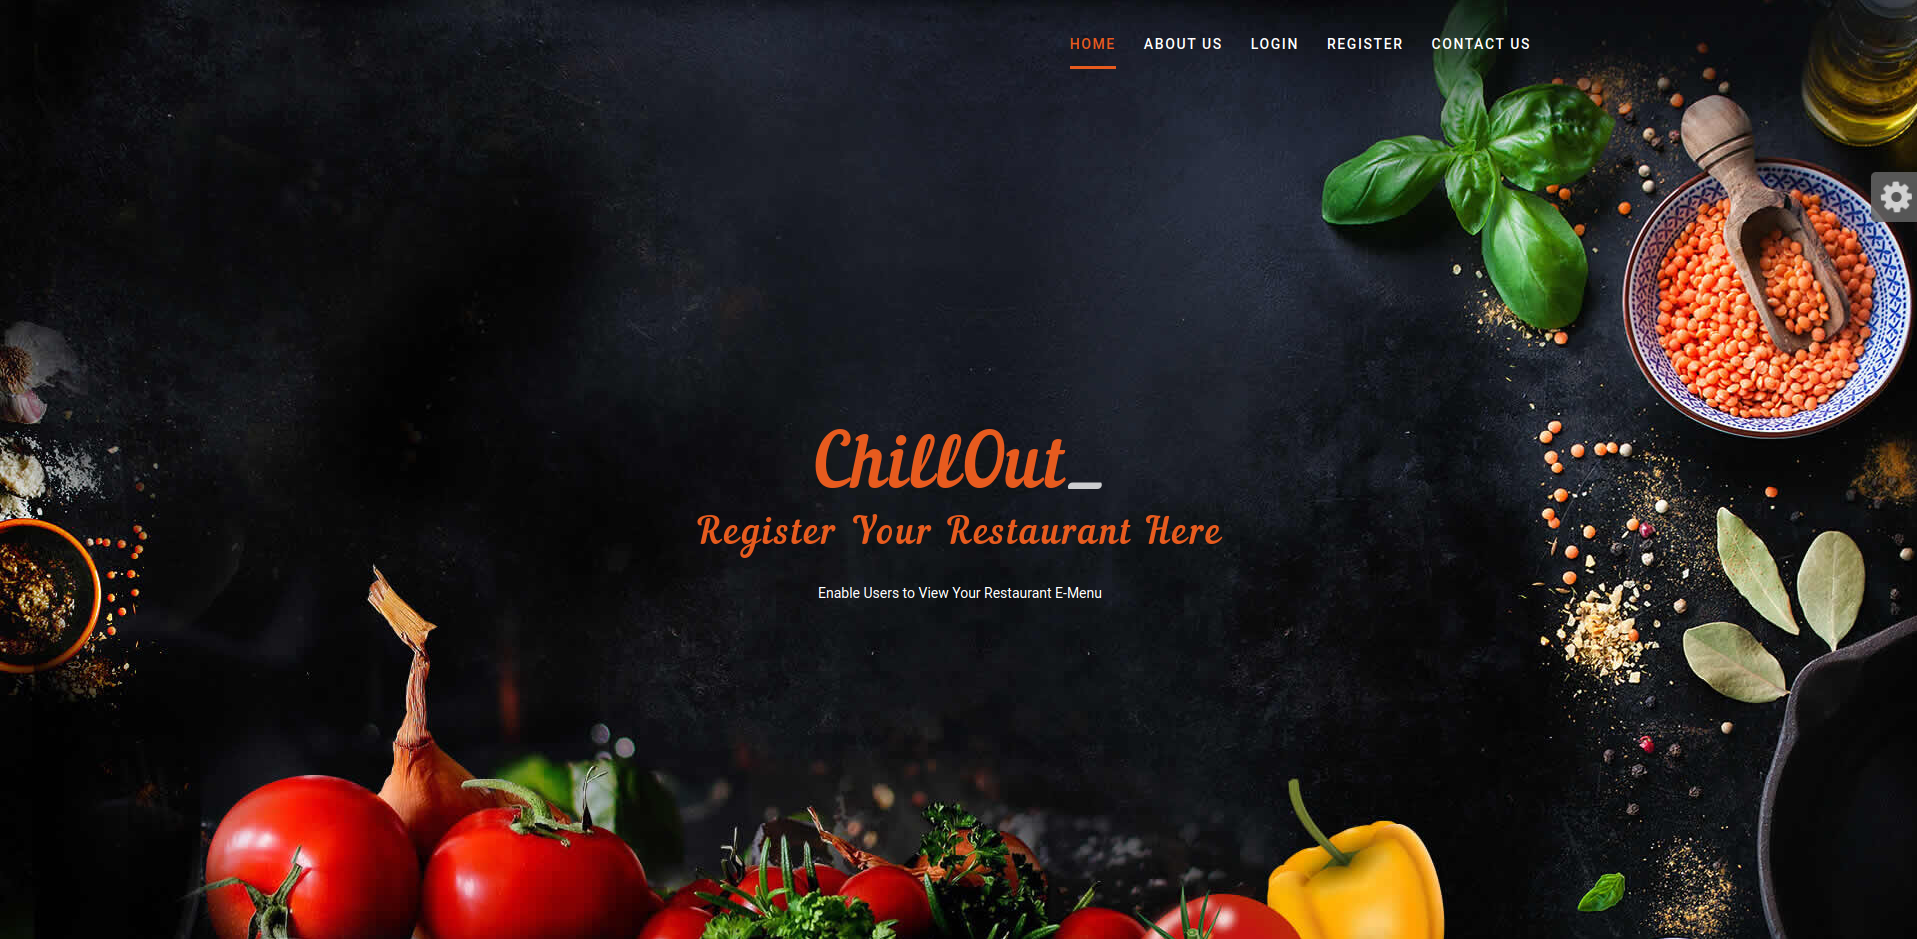 HOME ABOUT US LOGIN REGISTER CONTACT US
ChillOut_
Register Your Restaurant Here
Enable Users to View Your Restaurant E-Menu